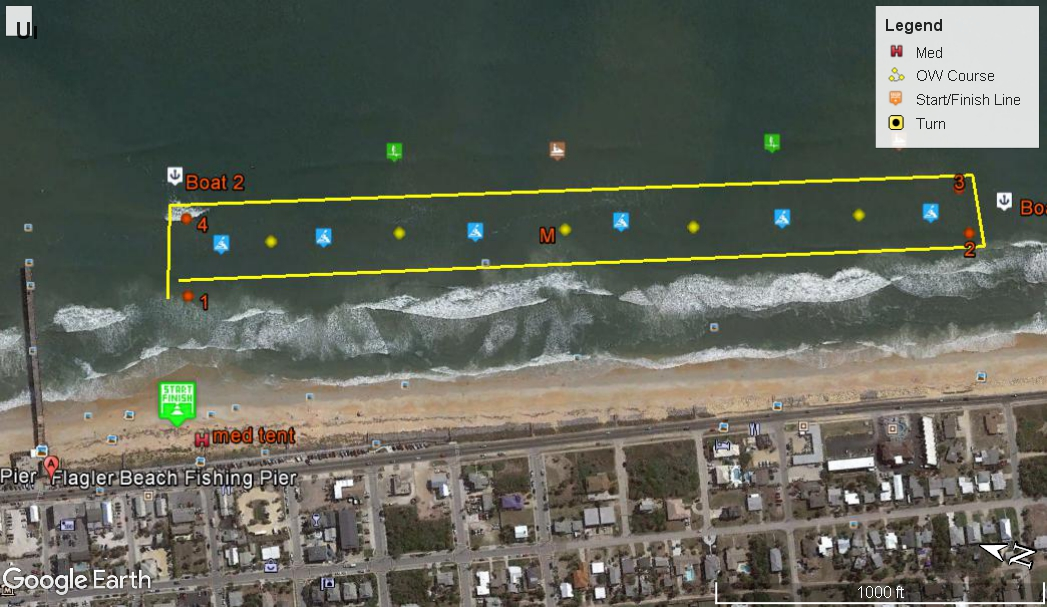 Legend
Med
OW Course
Start/Finish Line
Turn
Boat 2
3
Boa
4
M
2
1
START
FINISH
med tent
A
Pier
Flagler Beach Fishing Pier
Google Earth
N
1000 ft